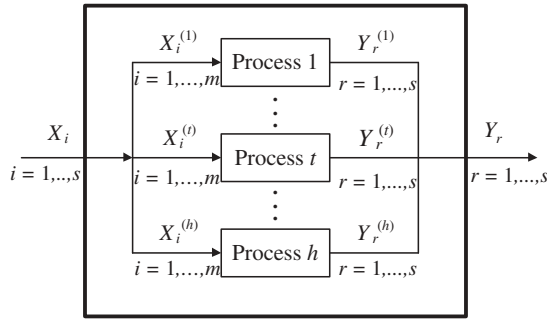 X_i^(1)
Process 1
Y_r^(1)
i = 1,...,m
r = 1,...,s
X_i
i = 1,..,s
X_i^(t)
Process t
Y_r^(t)
i = 1,...,m
r = 1,...,s
Y_r
r = 1,...,s
X_i^(h)
Process h
Y_r^(h)
i = 1,...,m
r = 1,...,s